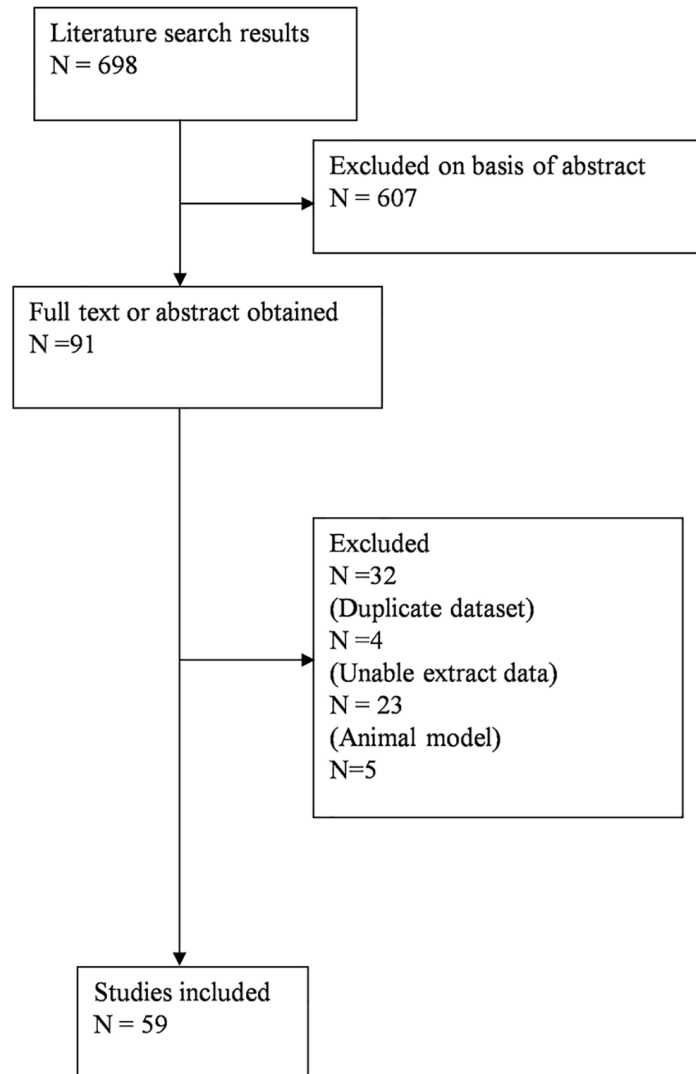 Literature search results
N = 698
Excluded on basis of abstract
N = 607
Full text or abstract obtained
N =91
Excluded
N =32
(Duplicate dataset)
N =4
(Unable extract data)
N = 23
(Animal model)
N=5
Studies included
N = 59